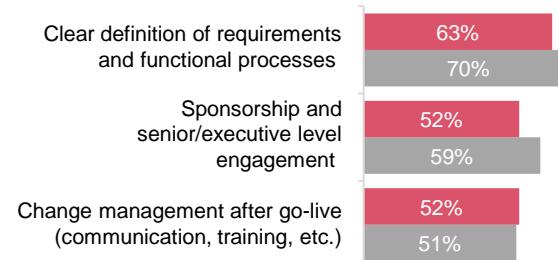 Clear definition of requirements
and functional processes
63%
70%
Sponsorship and
senior/executive level
engagement
52%
59%
Change management after go-live
(communication, training, etc.)
52%
51%